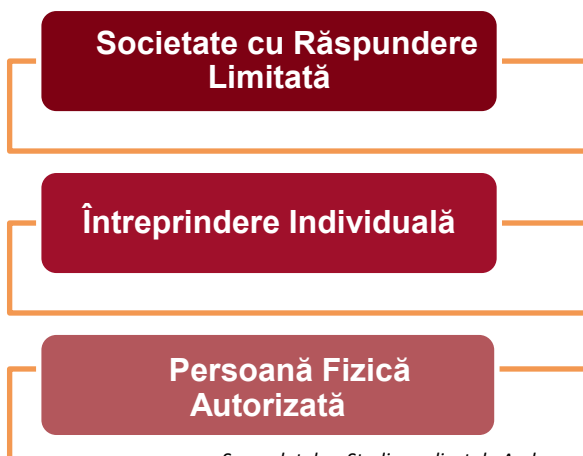 Societate cu Răspundere
Limitată
Întreprindere Individuală
Persoană Fizică
Autorizată